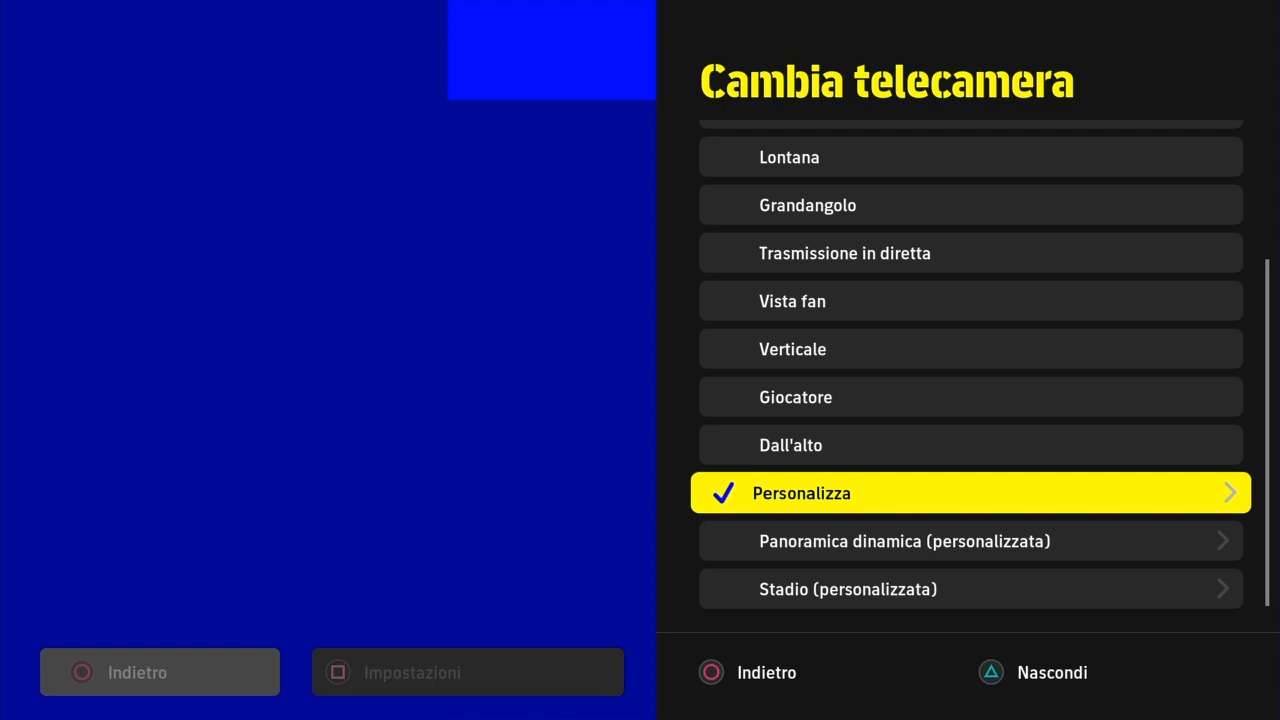 Cambia telecamera
Lontana
Grandangolo
Trasmissione in diretta
Vista fan
Verticale
Giocatore
Dall'alto
Personalizza
Panoramica dinamica (personalizzata)
Stadio (personalizzata)
Indietro
Impostazioni
Indietro
Nascondi